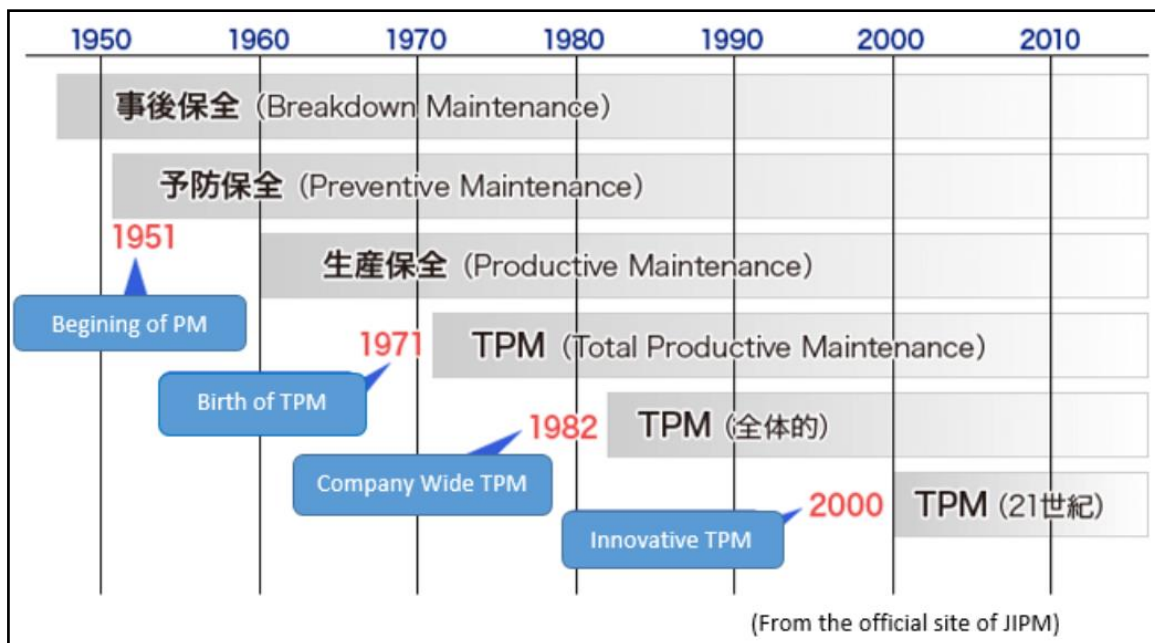 1950 1960 1970 1980 1990 2000 2010
事後保全 (Breakdown Maintenance)
予防保全 (Preventive Maintenance)
1951
生産保全 (Productive Maintenance)
Begining of PM
1971
TPM (Total Productive Maintenance)
Birth of TPM
1982
TPM (全体的)
Company Wide TPM
2000
TPM (21世紀)
Innovative TPM
(From the official site of JIPM)